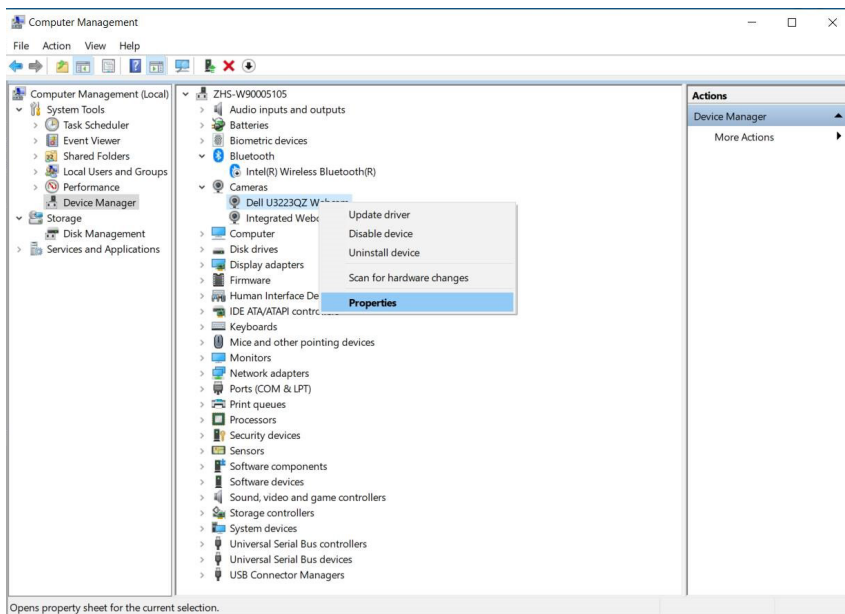 Computer Management
File Action View Help
Computer Management (Local)
System Tools
Task Scheduler
Event Viewer
Shared Folders
Local Users and Groups
Performance
Device Manager
Storage
Disk Management
Services and Applications
ZHS-W90005105
Audio inputs and outputs
Batteries
Biometric devices
Bluetooth
Intel(R) Wireless Bluetooth(R)
Cameras
Dell U3223QZ Webcam
Integrated
Computer
Disk drives
Display adapters
Firmware
Human Interface
IDE ATA/ATAPI
Keyboards
Mice and other pointing devices
Monitors
Network adapters
Ports (COM & LPT)
Print queues
Processors
Security devices
Sensors
Software components
Software devices
Sound, video and game controllers
Storage controllers
System devices
Universal Serial Bus controllers
Universal Serial Bus devices
USB Connector Managers
Update driver
Disable device
Uninstall device
Scan for hardware changes
Properties
Actions
Device Manager
More Actions
Opens property sheet for the current selection.